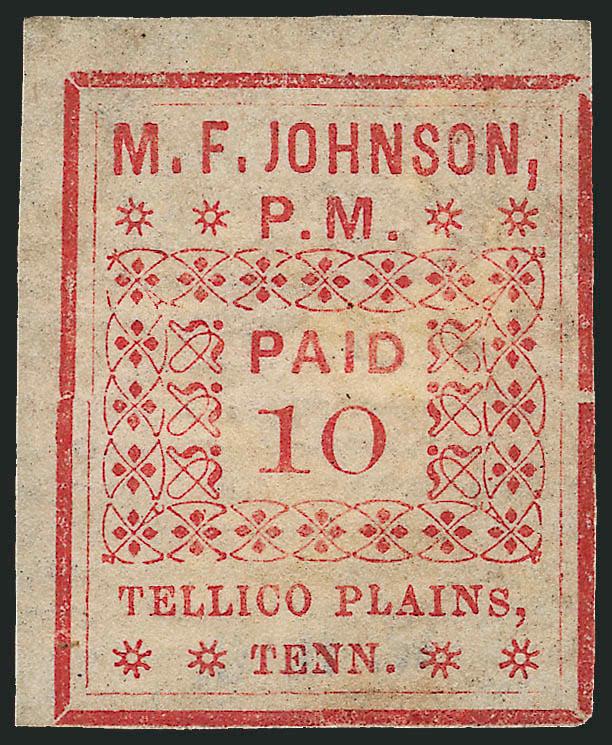 M. F. JOHNSON,
P. M.
PAID
10
TELLICO PLAINS,
TENN.